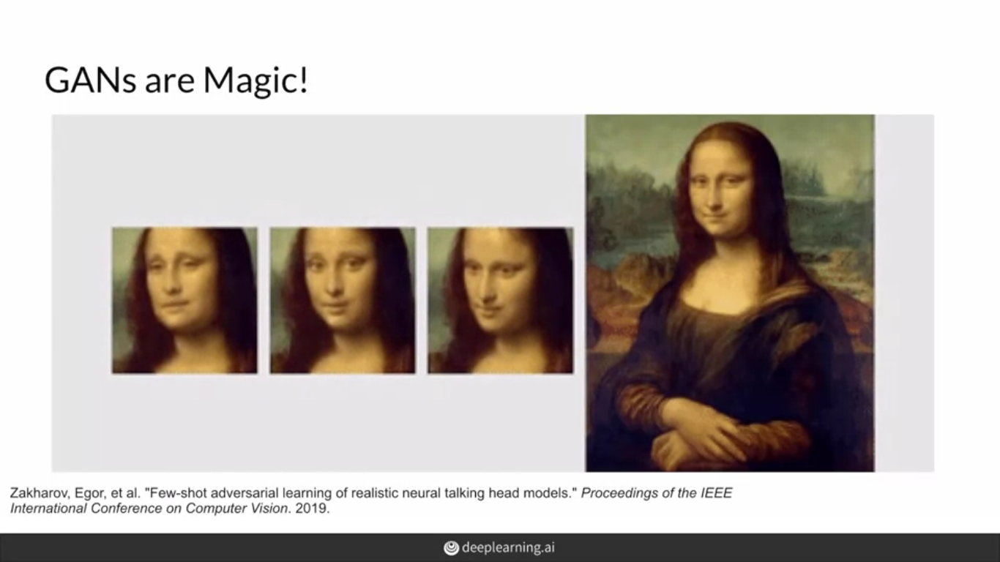 GANs are Magic!
Zakharov, Egor, et al. "Few-shot adversarial learning of realistic neural talking head models." Proceedings of the IEEE
International Conference on Computer Vision. 2019.
deeplearning.ai